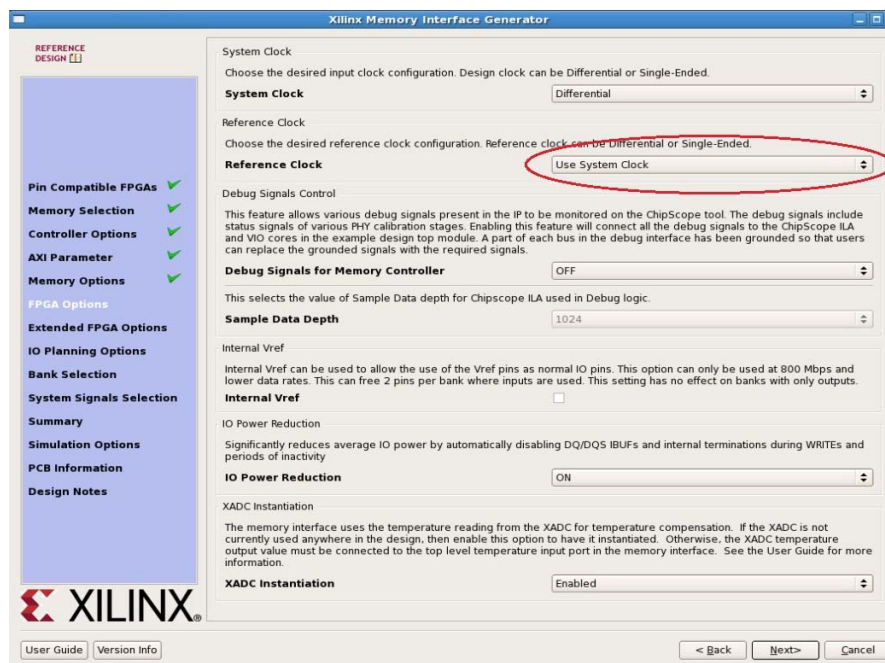 Xilinx Memory Interface Generator
REFERENCE
DESIGN
Pin Compatible FPGAs
Memory Selection
Controller Options
AXI Parameter
Memory Options
FPGA Options
Extended FPGA Options
IO Planning Options
Bank Selection
System Signals Selection
Summary
Simulation Options
PCB Information
Design Notes
XILINX®
System Clock
Choose the desired input clock configuration. Design clock can be Differential or Single-Ended.
System Clock Differential
Reference Clock
Choose the desired reference clock configuration. Reference clock can be Differential or Single-Ended.
Reference Clock Use System Clock
Debug Signals Control
This feature allows various debug signals present in the IP to be monitored on the ChipScope tool. The debug signals include
status signals of various PHY calibration stages. Enabling this feature will connect all the debug signals to the ChipScope ILA
and VIO cores in the example design top module. A part of each bus in the debug interface has been grounded so that users
can replace the grounded signals with the required signals.
Debug Signals for Memory Controller OFF
This selects the value of Sample Data depth for Chipscope ILA used in Debug logic.
Sample Data Depth 1024
Internal Vref
Internal Vref can be used to allow the use of the Vref pins as normal IO pins. This option can only be used at 800 Mbps and
lower data rates. This can free 2 pins per bank where inputs are used. This setting has no effect on banks with only outputs.
Internal Vref
IO Power Reduction
Significantly reduces average IO power by automatically disabling DQ/DQS IBUFs and internal terminations during WRITEs and
periods of inactivity
IO Power Reduction ON
XADC Instantiation
The memory interface uses the temperature reading from the XADC for temperature compensation. If the XADC is not
currently used anywhere in the design, then enable this option to have it instantiated. Otherwise, the XADC temperature
output value must be connected to the top level temperature input port in the memory interface. See the User Guide for more
information.
XADC Instantiation Enabled
User Guide Version Info < Back Next> Cancel